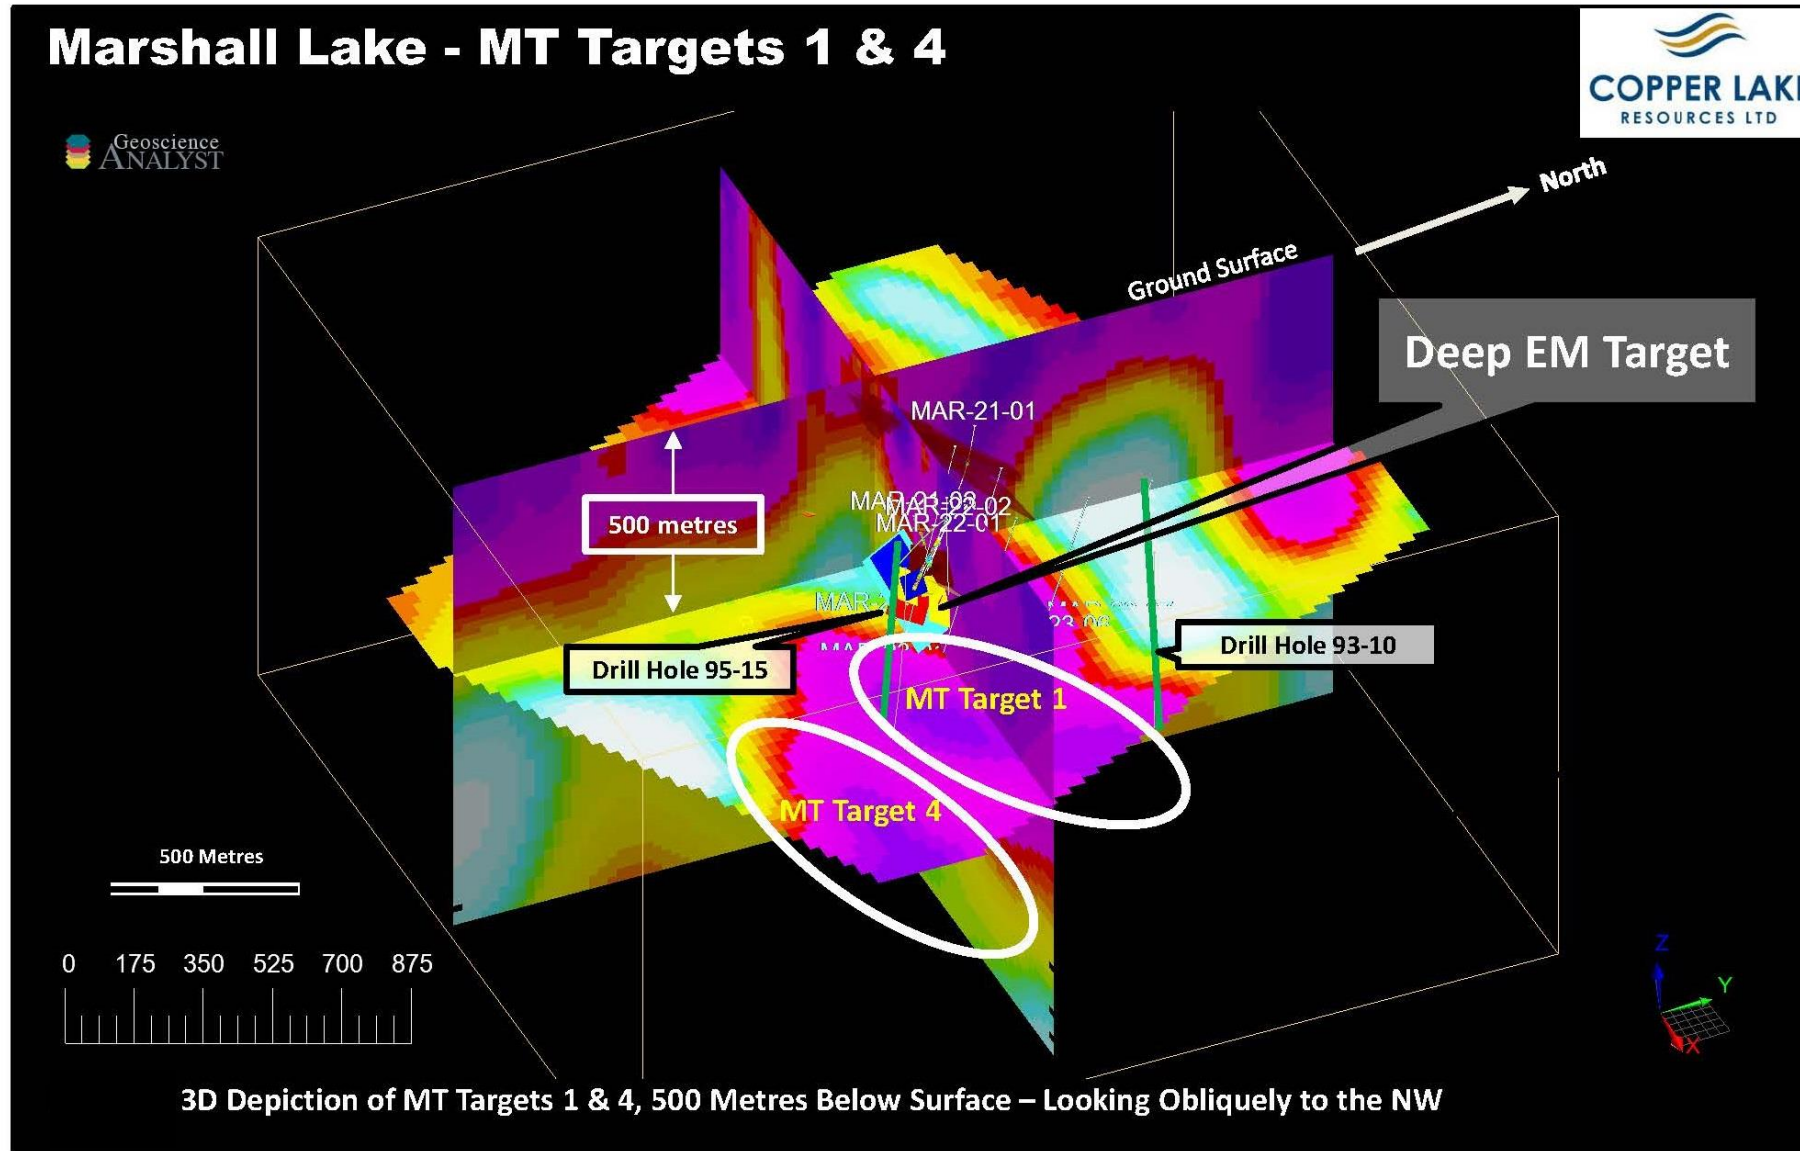 Marshall Lake - MT Targets 1 & 4
COPPER LAKE
RESOURCES LTD
Geoscience
ANALYST
North
Ground Surface
Deep EM Target
MAR-21-01
500 metres
MAR-22-02
MAR-22-01
Drill Hole 95-15
Drill Hole 93-10
MT Target 1
MT Target 4
500 Metres
0 175 350 525 700 875
Z
Y
X
3D Depiction of MT Targets 1 & 4, 500 Metres Below Surface – Looking Obliquely to the NW